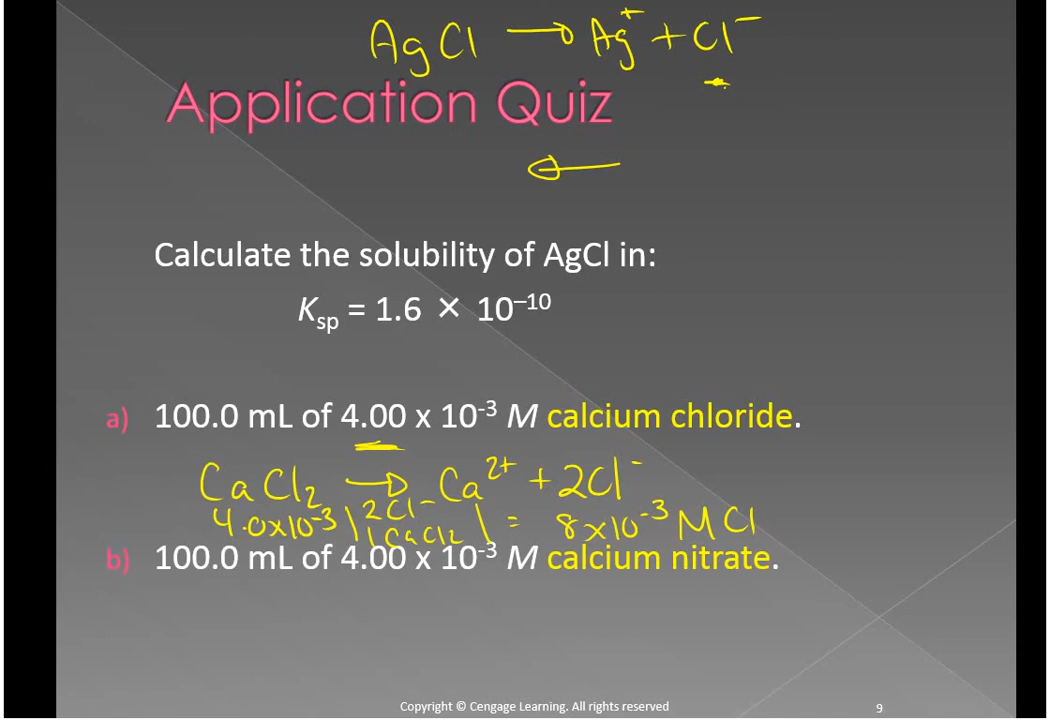 AgCl → Ag⁺ + Cl⁻
Application Quiz
Calculate the solubility of AgCl in:
Ksp = 1.6 × 10⁻¹⁰
a) 100.0 mL of 4.00 x 10⁻³ M calcium chloride.
CaCl₂ → Ca²⁺ + 2Cl⁻
4.0x10⁻³ | 2Cl⁻ / 1CaCl₂ | = 8x10⁻³ M Cl
b) 100.0 mL of 4.00 x 10⁻³ M calcium nitrate.
Copyright © Cengage Learning. All rights reserved
9